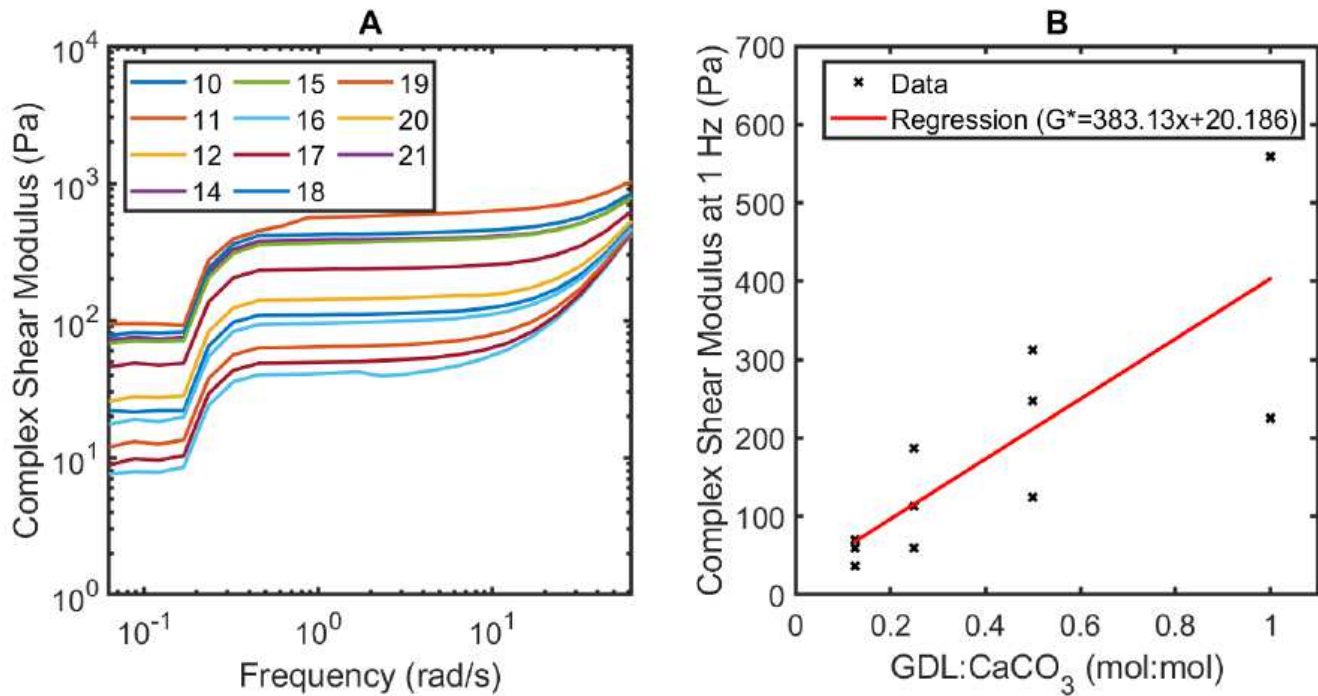 A
Complex Shear Modulus (Pa)
10^4
10^3
10^2
10^1
10^0
10 15 19
11 16 20
12 17 21
14 18
10^-1 10^0 10^1
Frequency (rad/s)
B
Complex Shear Modulus at 1 Hz (Pa)
700
600
500
400
300
200
100
0
Data
Regression (G*=383.13x+20.186)
0 0.2 0.4 0.6 0.8 1
GDL:CaCO₃ (mol:mol)